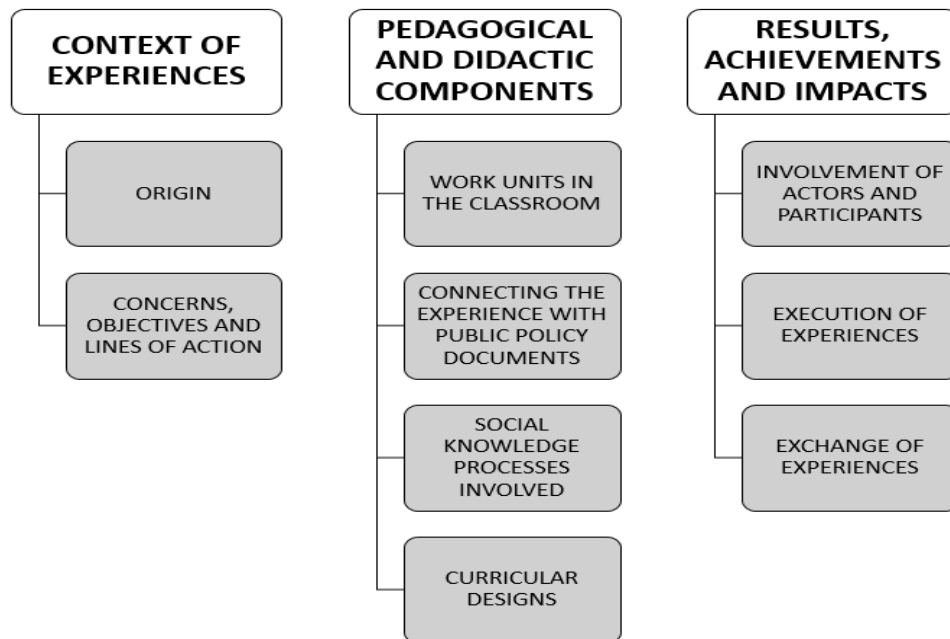 CONTEXT OF
EXPERIENCES
ORIGIN
CONCERNS,
OBJECTIVES AND
LINES OF ACTION
PEDAGOGICAL
AND DIDACTIC
COMPONENTS
WORK UNITS IN
THE CLASSROOM
CONNECTING THE
EXPERIENCE WITH
PUBLIC POLICY
DOCUMENTS
SOCIAL
KNOWLEDGE
PROCESSES
INVOLVED
CURRICULAR
DESIGNS
RESULTS,
ACHIEVEMENTS
AND IMPACTS
INVOLVEMENT OF
ACTORS AND
PARTICIPANTS
EXECUTION OF
EXPERIENCES
EXCHANGE OF
EXPERIENCES